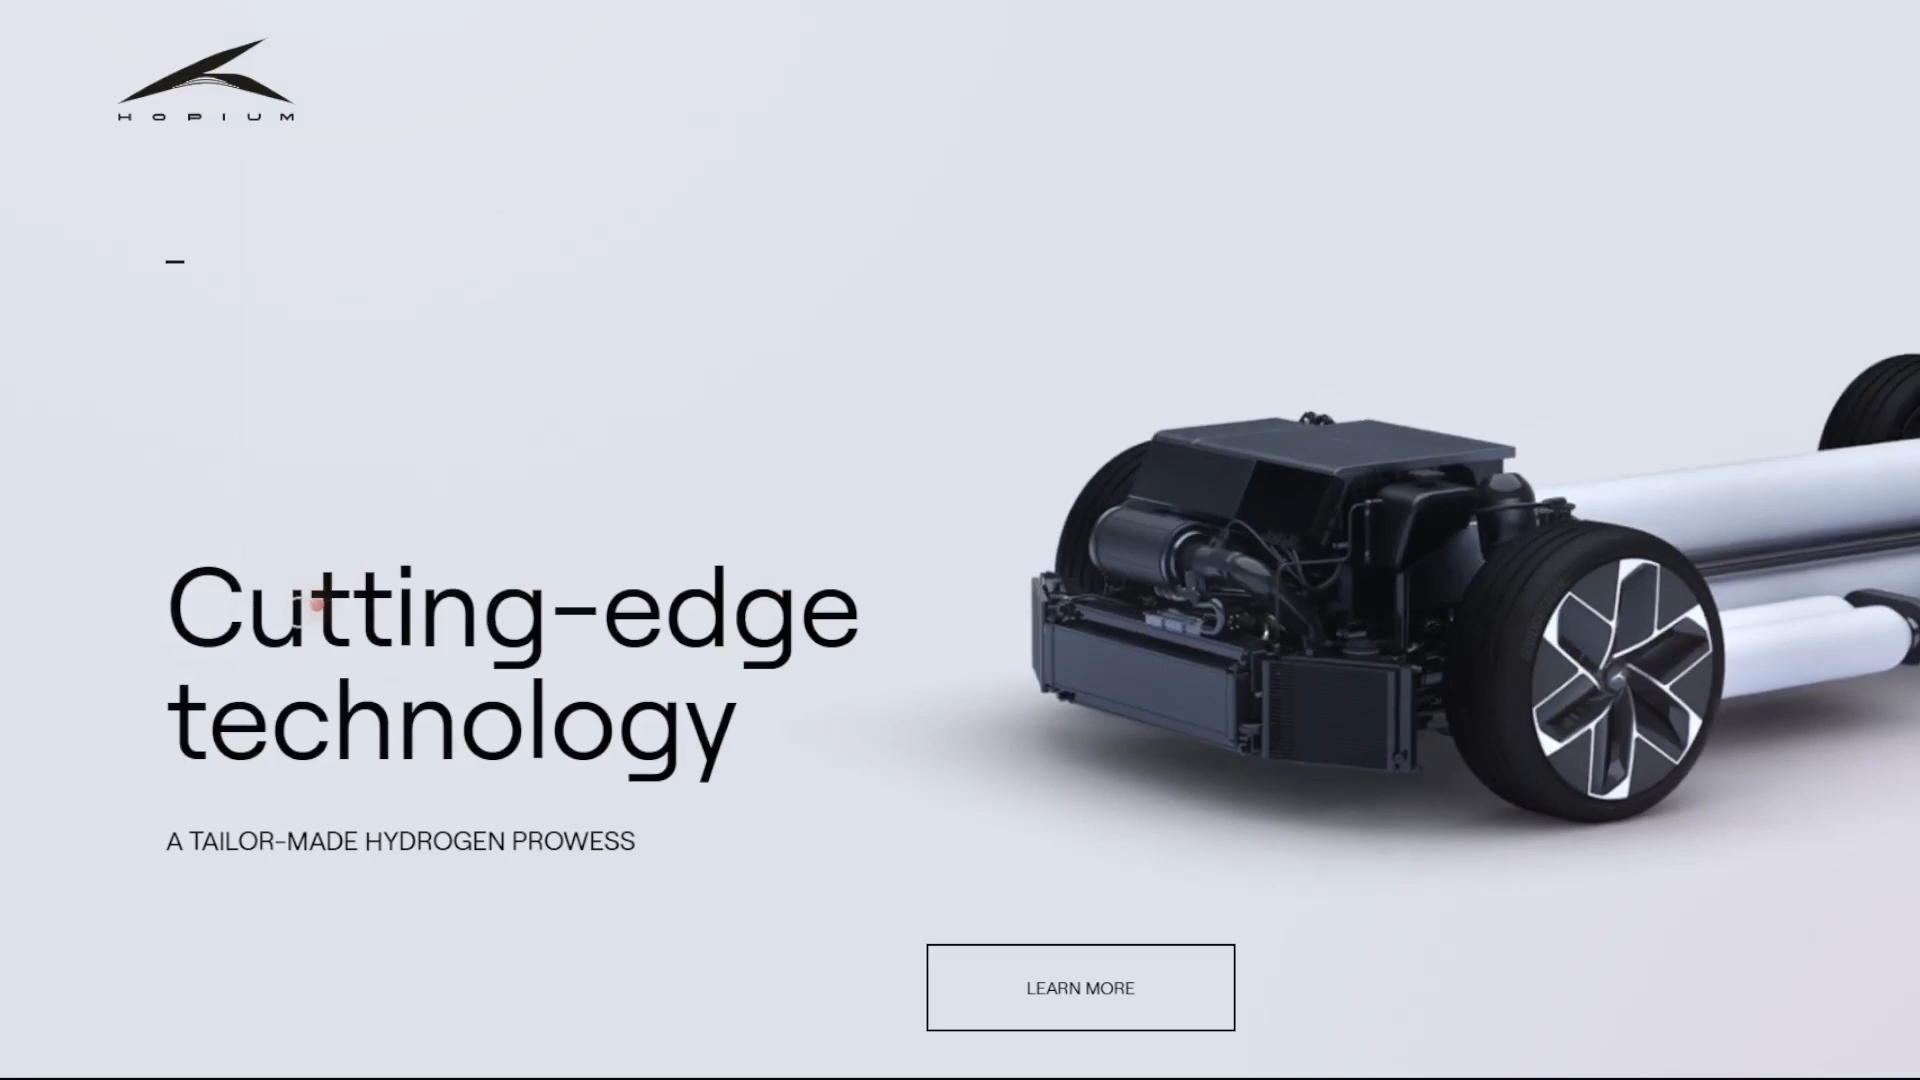 HOPIUM
Cutting-edge
technology
A TAILOR-MADE HYDROGEN PROWESS
LEARN MORE